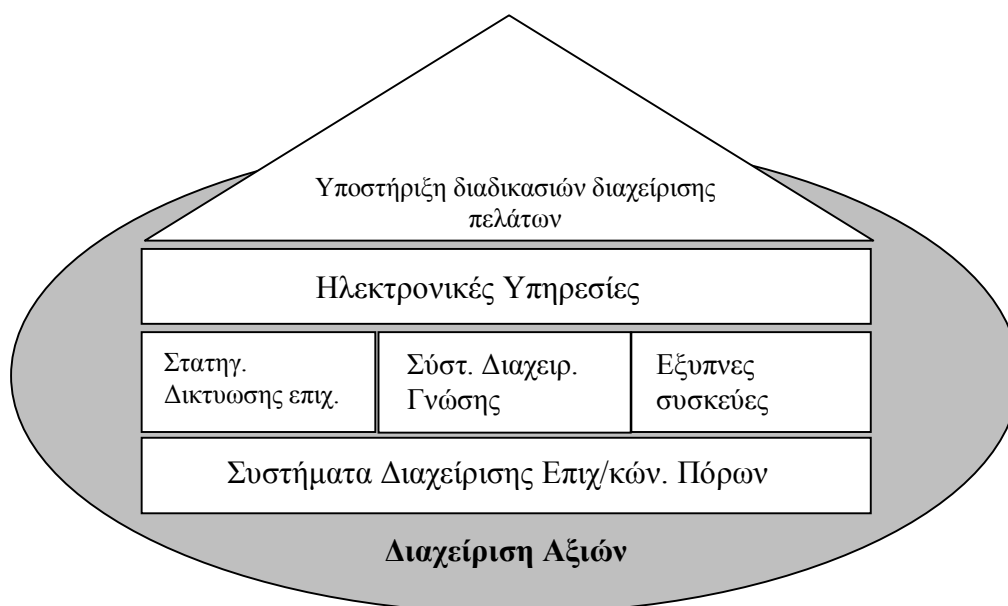 Υποστήριξη διαδικασιών διαχείρισης
πελάτων
Ηλεκτρονικές Υπηρεσίες
Στατηγ.
Δικτυωσης επιχ.
Σύστ. Διαχειρ.
Γνώσης
Εξυπνες
συσκεύες
Συστήματα Διαχείρισης Επιχ/κών. Πόρων
Διαχείριση Αξιών